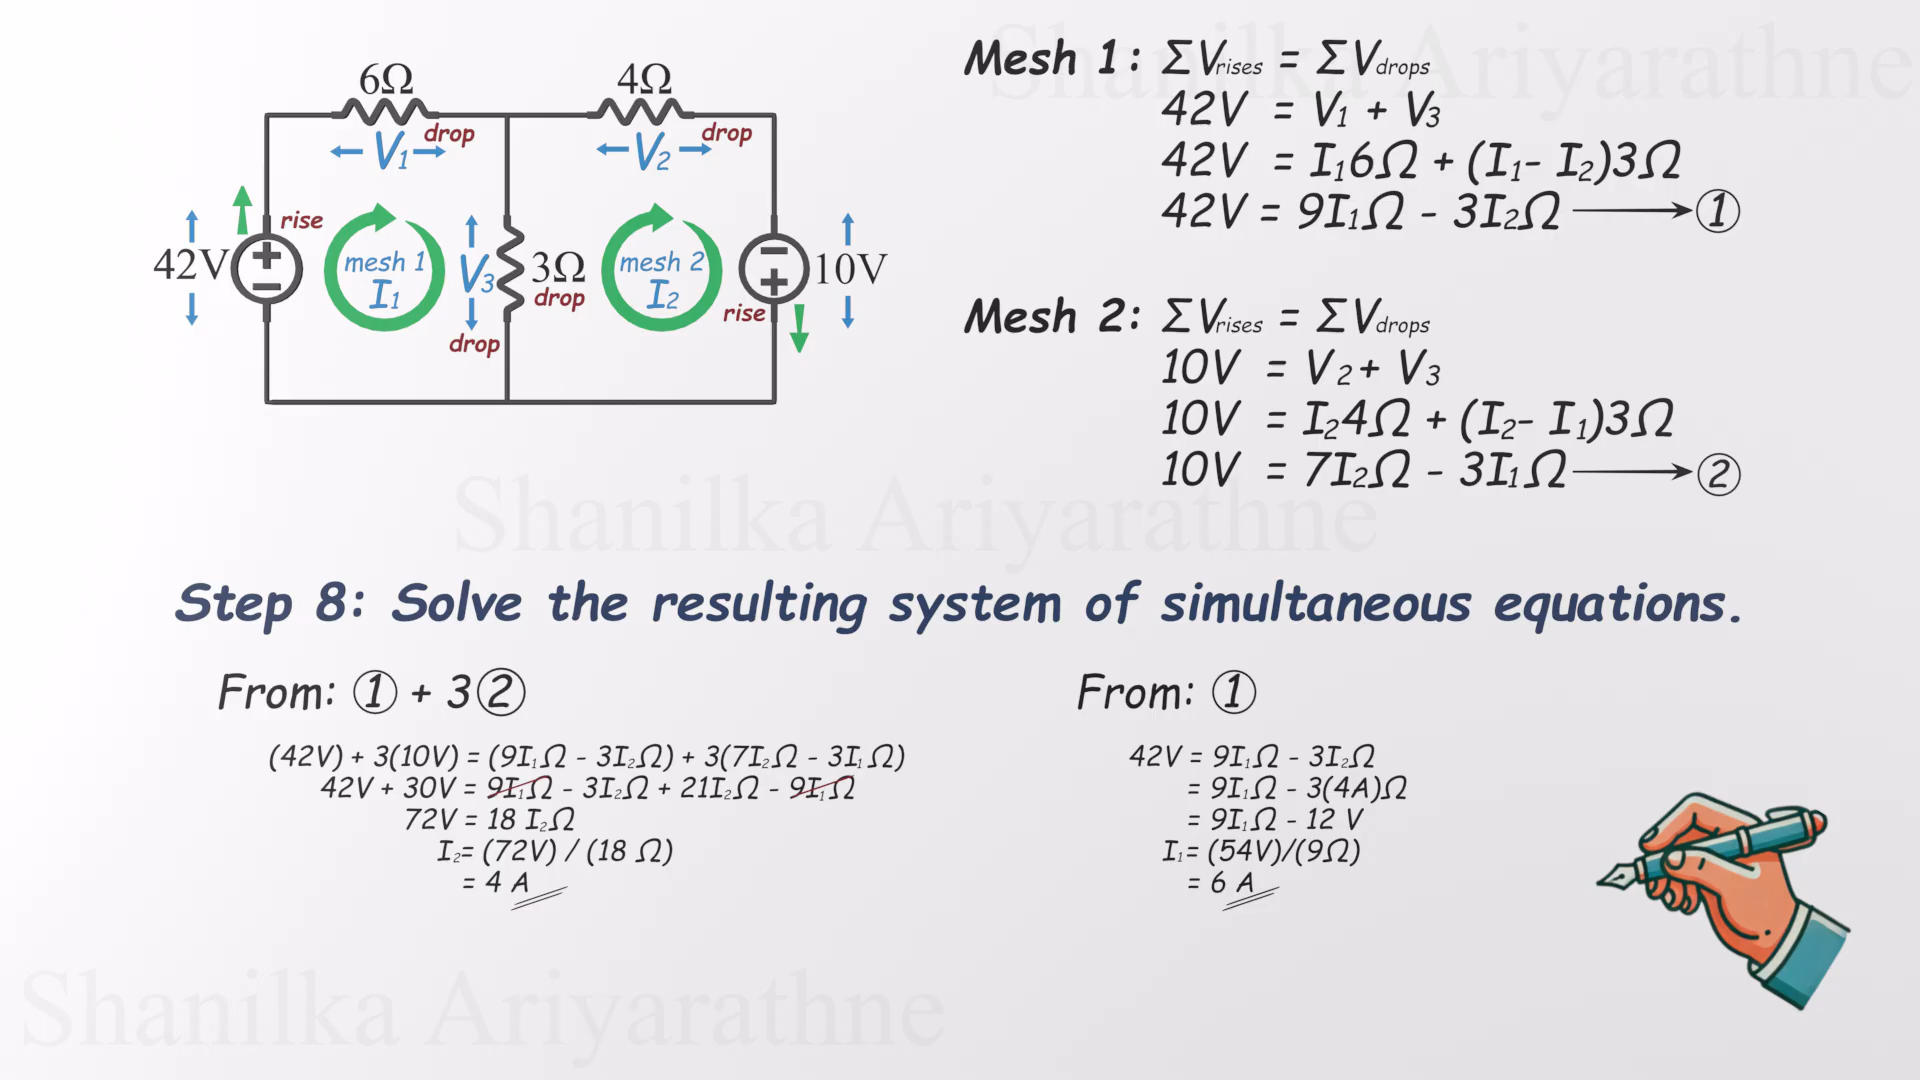 6Ω
4Ω
drop
drop
V1
V2
rise
42V
mesh 1
I1
V3
3Ω
drop
drop
mesh 2
I2
10V
rise
Mesh 1: ΣVrises = ΣVdrops
42V = V1 + V3
42V = I16Ω + (I1- I2)3Ω
42V = 9I1Ω - 3I2Ω ⟶ ①
Mesh 2: ΣVrises = ΣVdrops
10V = V2 + V3
10V = I24Ω + (I2- I1)3Ω
10V = 7I2Ω - 3I1Ω ⟶ ②
Step 8: Solve the resulting system of simultaneous equations.
From: ① + 3②
(42V) + 3(10V) = (9I1Ω - 3I2Ω) + 3(7I2Ω - 3I1Ω)
42V + 30V = 9I1Ω - 3I2Ω + 21I2Ω - 9I1Ω
72V = 18 I2Ω
I2= (72V) / (18 Ω)
= 4 A
From: ①
42V = 9I1Ω - 3I2Ω
= 9I1Ω - 3(4A)Ω
= 9I1Ω - 12 V
I1= (54V)/(9Ω)
= 6 A
Shanilka Ariyarathne
Shanilka Ariyarathne
Shanilka Ariyarathne